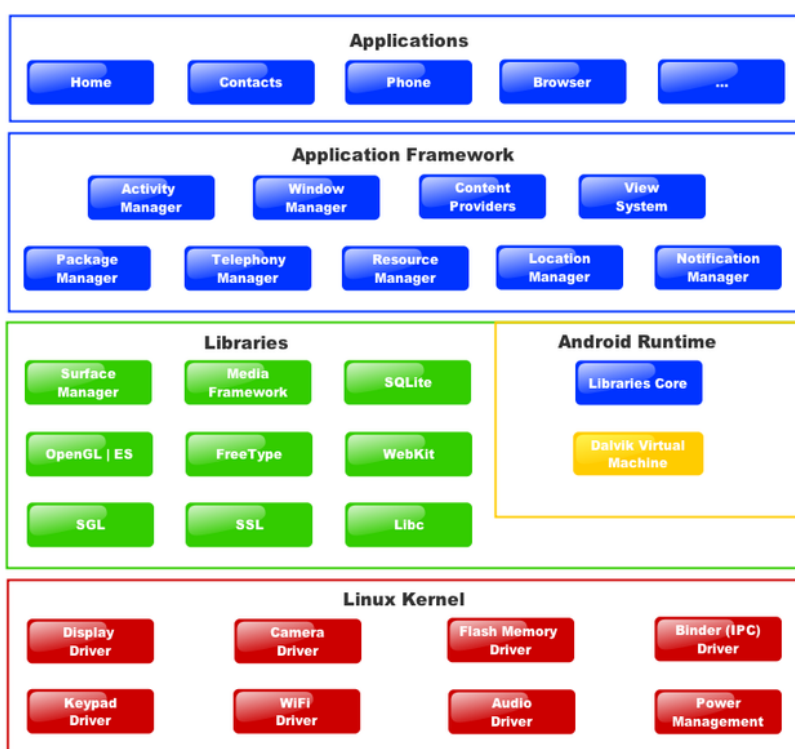 Applications
Home
Contacts
Phone
Browser
...
Application Framework
Activity
Manager
Window
Manager
Content
Providers
View
System
Package
Manager
Telephony
Manager
Resource
Manager
Location
Manager
Notification
Manager
Libraries
Surface
Manager
Media
Framework
SQLite
OpenGL | ES
FreeType
WebKit
SGL
SSL
Libc
Android Runtime
Libraries Core
Dalvik Virtual
Machine
Linux Kernel
Display
Driver
Camera
Driver
Flash Memory
Driver
Binder (IPC)
Driver
Keypad
Driver
WiFi
Driver
Audio
Driver
Power
Management